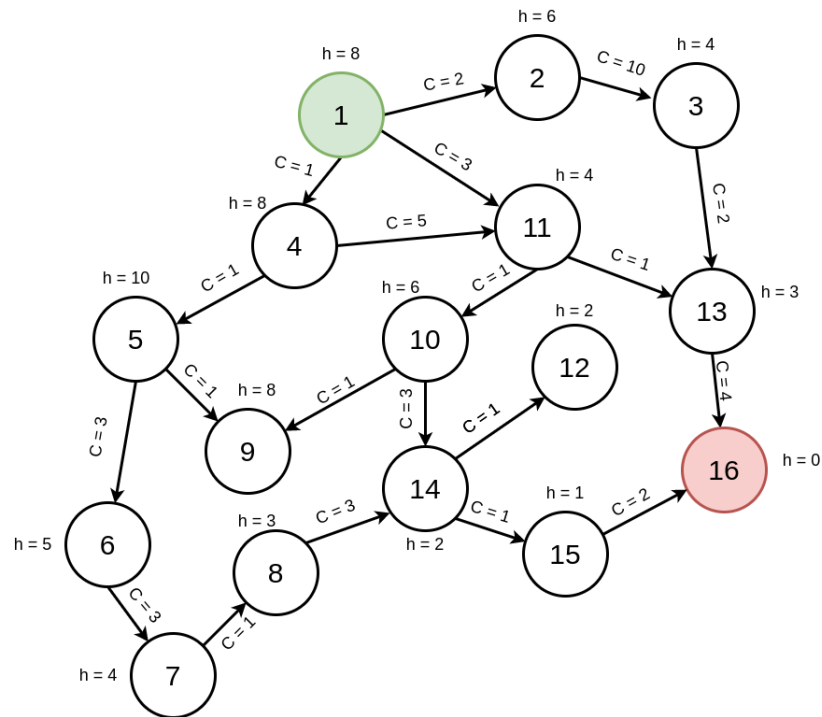 h = 6
h = 8
h = 4
C = 2
2
C = 10
3
1
C = 1
C = 3
h = 8
h = 4
C = 2
4
C = 5
11
C = 1
C = 1
C = 1
h = 10
h = 6
h = 3
5
10
h = 2
13
C = 1
h = 8
C = 1
12
C = 4
C = 3
9
C = 3
C = 1
16
h = 0
14
h = 1
C = 3
C = 1
C = 2
h = 3
h = 5
6
h = 2
15
8
C = 3
C = 1
h = 4
7